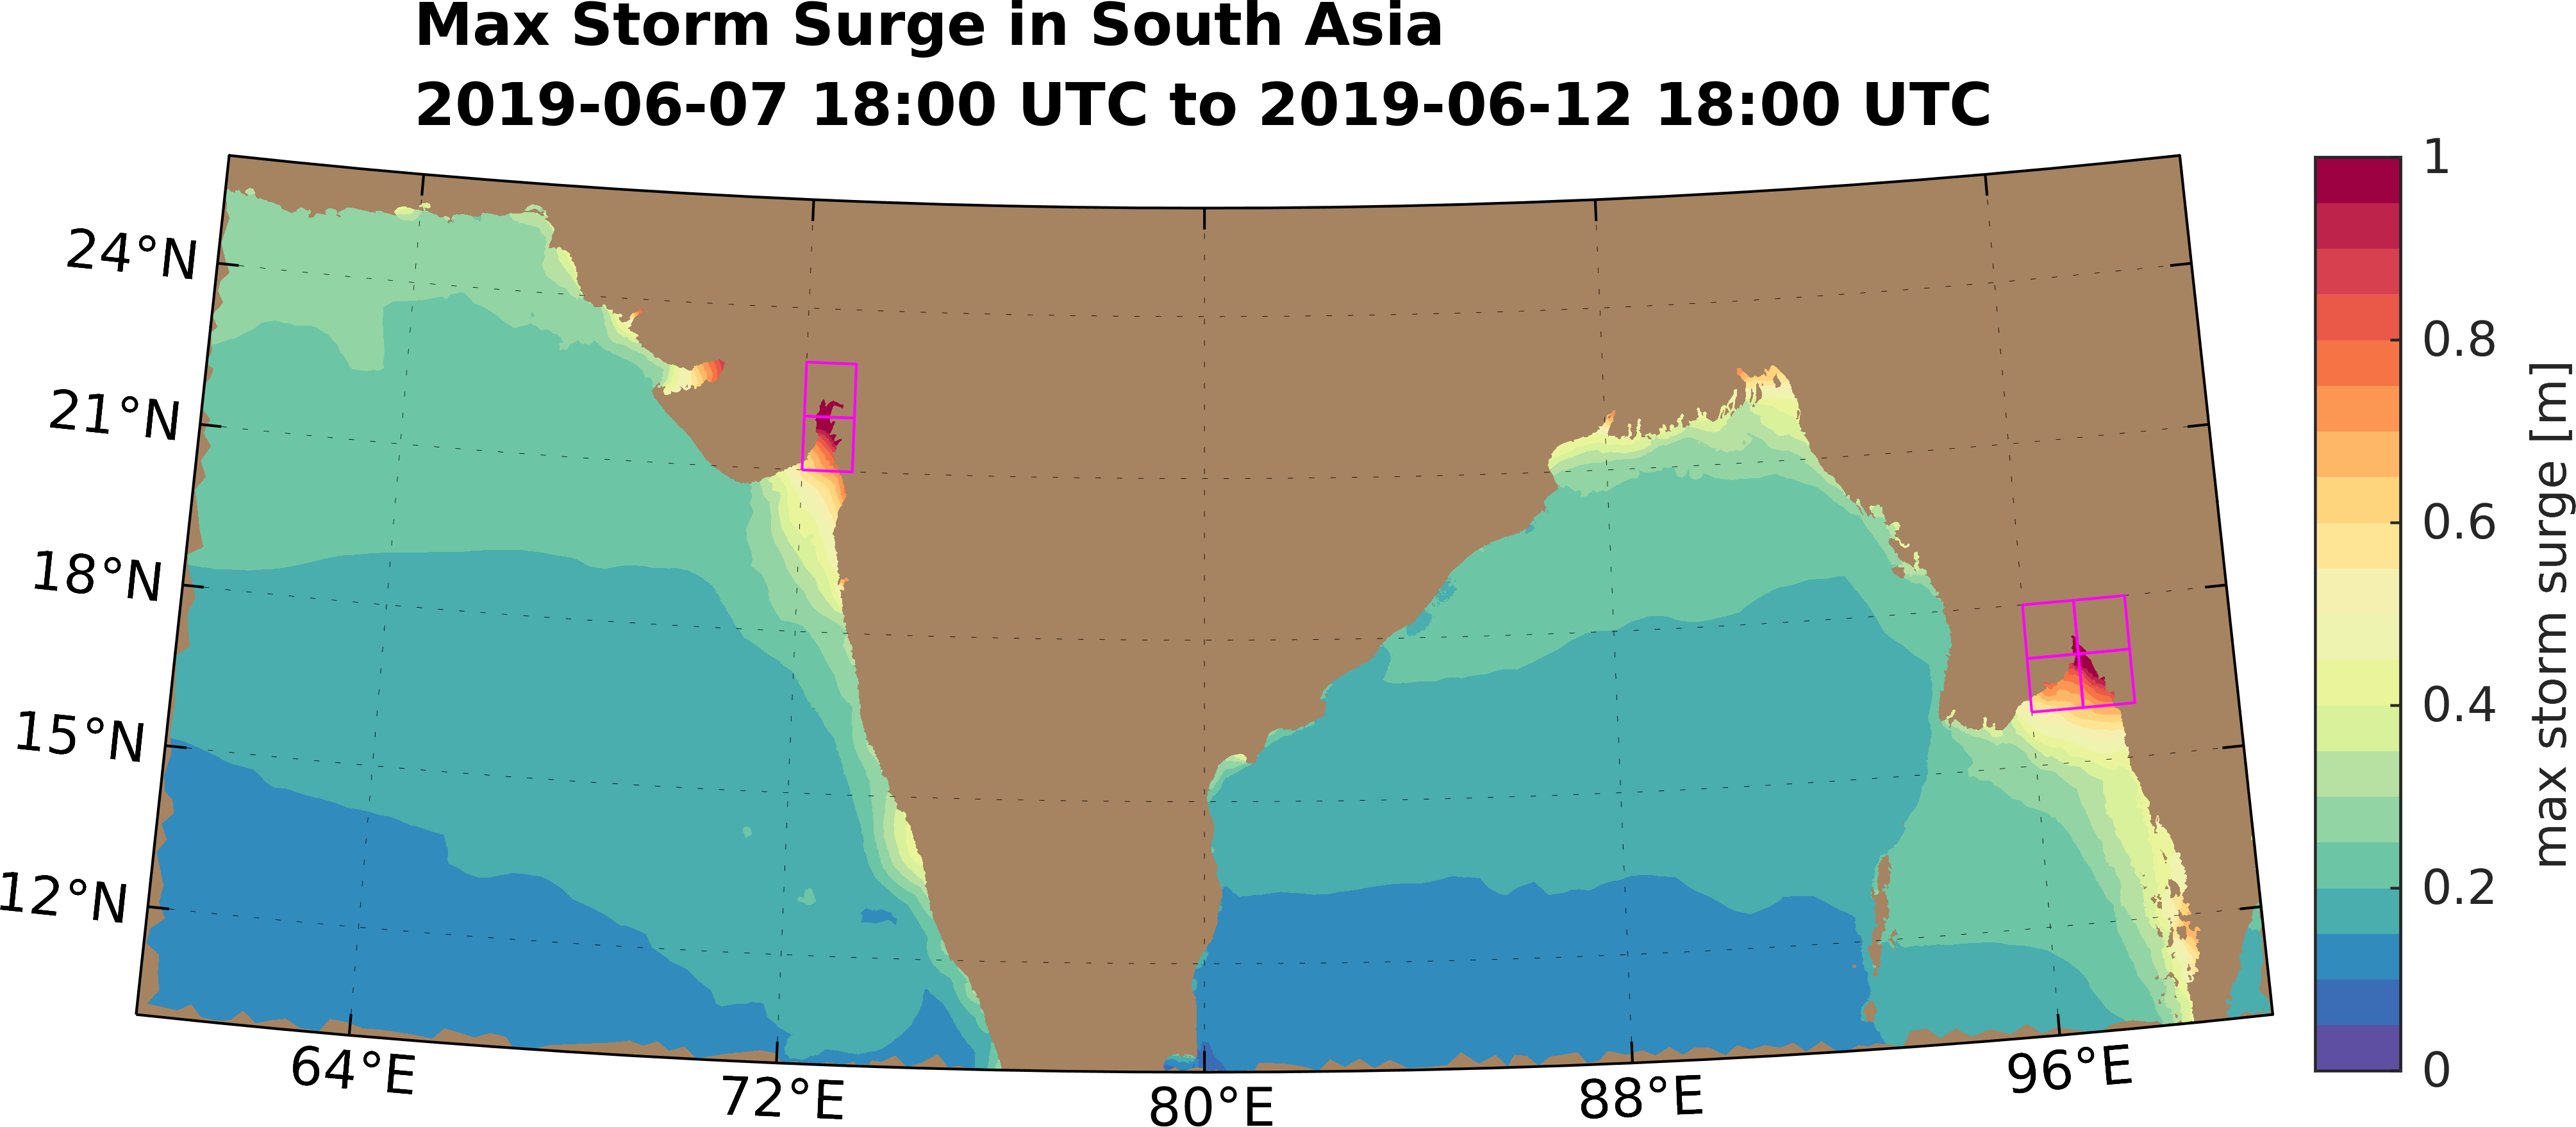 Max Storm Surge in South Asia
2019-06-07 18:00 UTC to 2019-06-12 18:00 UTC
24°N
21°N
18°N
15°N
12°N
64°E
72°E
80°E
88°E
96°E
1
0.8
0.6
0.4
0.2
0
max storm surge [m]